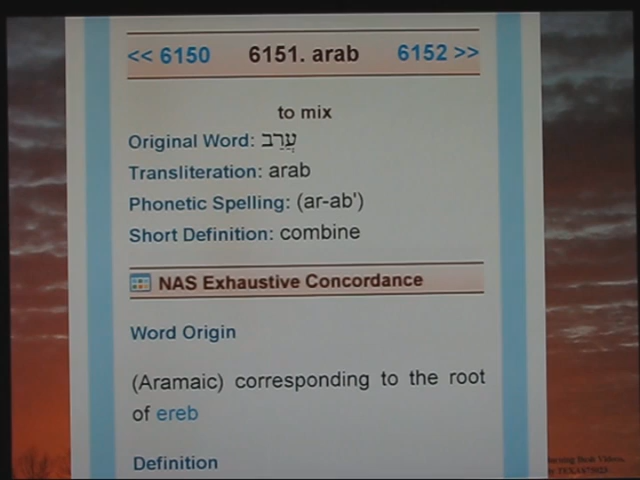 << 6150 6151. arab 6152 >>
to mix
Original Word: עֲרַב
Transliteration: arab
Phonetic Spelling: (ar-ab')
Short Definition: combine
NAS Exhaustive Concordance
Word Origin
(Aramaic) corresponding to the root
of ereb
Definition